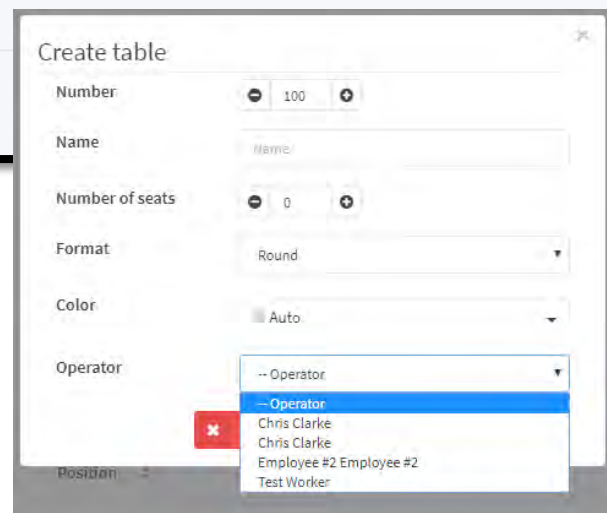 Create table
×
Number
100
Name
Name
Number of seats
0
Format
Round
Color
Auto
Operator
-- Operator
-- Operator
Chris Clarke
Chris Clarke
Employee #2 Employee #2
Test Worker
Position :